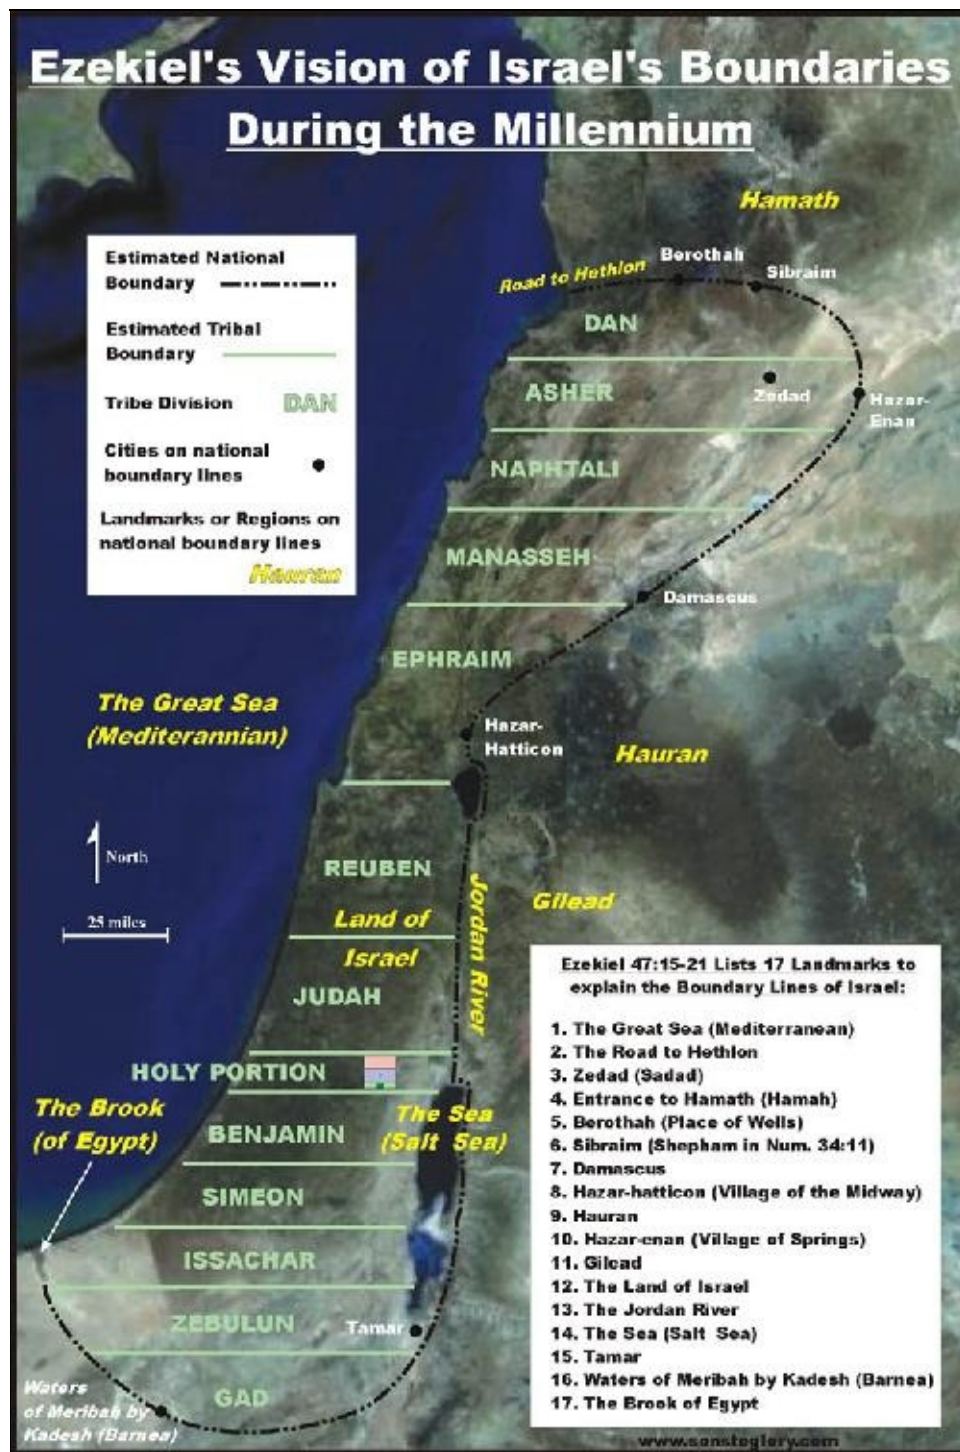 Ezekiel's Vision of Israel's Boundaries
During the Millennium
Hamath
Estimated National
Boundary
Estimated Tribal
Boundary
Tribe Division DAN
Cities on national
boundary lines
Landmarks or Regions on
national boundary lines
Hauran
Road to Hethlon
Berothah
Sibraim
DAN
ASHER
Zedad
Hazar-
Enan
NAPHTALI
MANASSEH
Damascus
EPHRAIM
The Great Sea
(Mediterannian)
Hazar-
Hatticon
Hauran
North
25 miles
REUBEN
Jordan River
Gilead
Land of
Israel
JUDAH
HOLY PORTION
The Brook
(of Egypt)
The Sea
(Salt Sea)
BENJAMIN
SIMEON
ISSACHAR
ZEBULUN
Tamar
GAD
Waters
of Meribah by
Kadesh (Barnea)
Ezekiel 47:15-21 Lists 17 Landmarks to
explain the Boundary Lines of Israel:
1. The Great Sea (Mediterranean)
2. The Road to Hethlon
3. Zedad (Sadad)
4. Entrance to Hamath (Hamah)
5. Berothah (Place of Wells)
6. Sibraim (Shepham in Num. 34:11)
7. Damascus
8. Hazar-hatticon (Village of the Midway)
9. Hauran
10. Hazar-enan (Village of Springs)
11. Gilead
12. The Land of Israel
13. The Jordan River
14. The Sea (Salt Sea)
15. Tamar
16. Waters of Meribah by Kadesh (Barnea)
17. The Brook of Egypt
www.sonstoglory.com